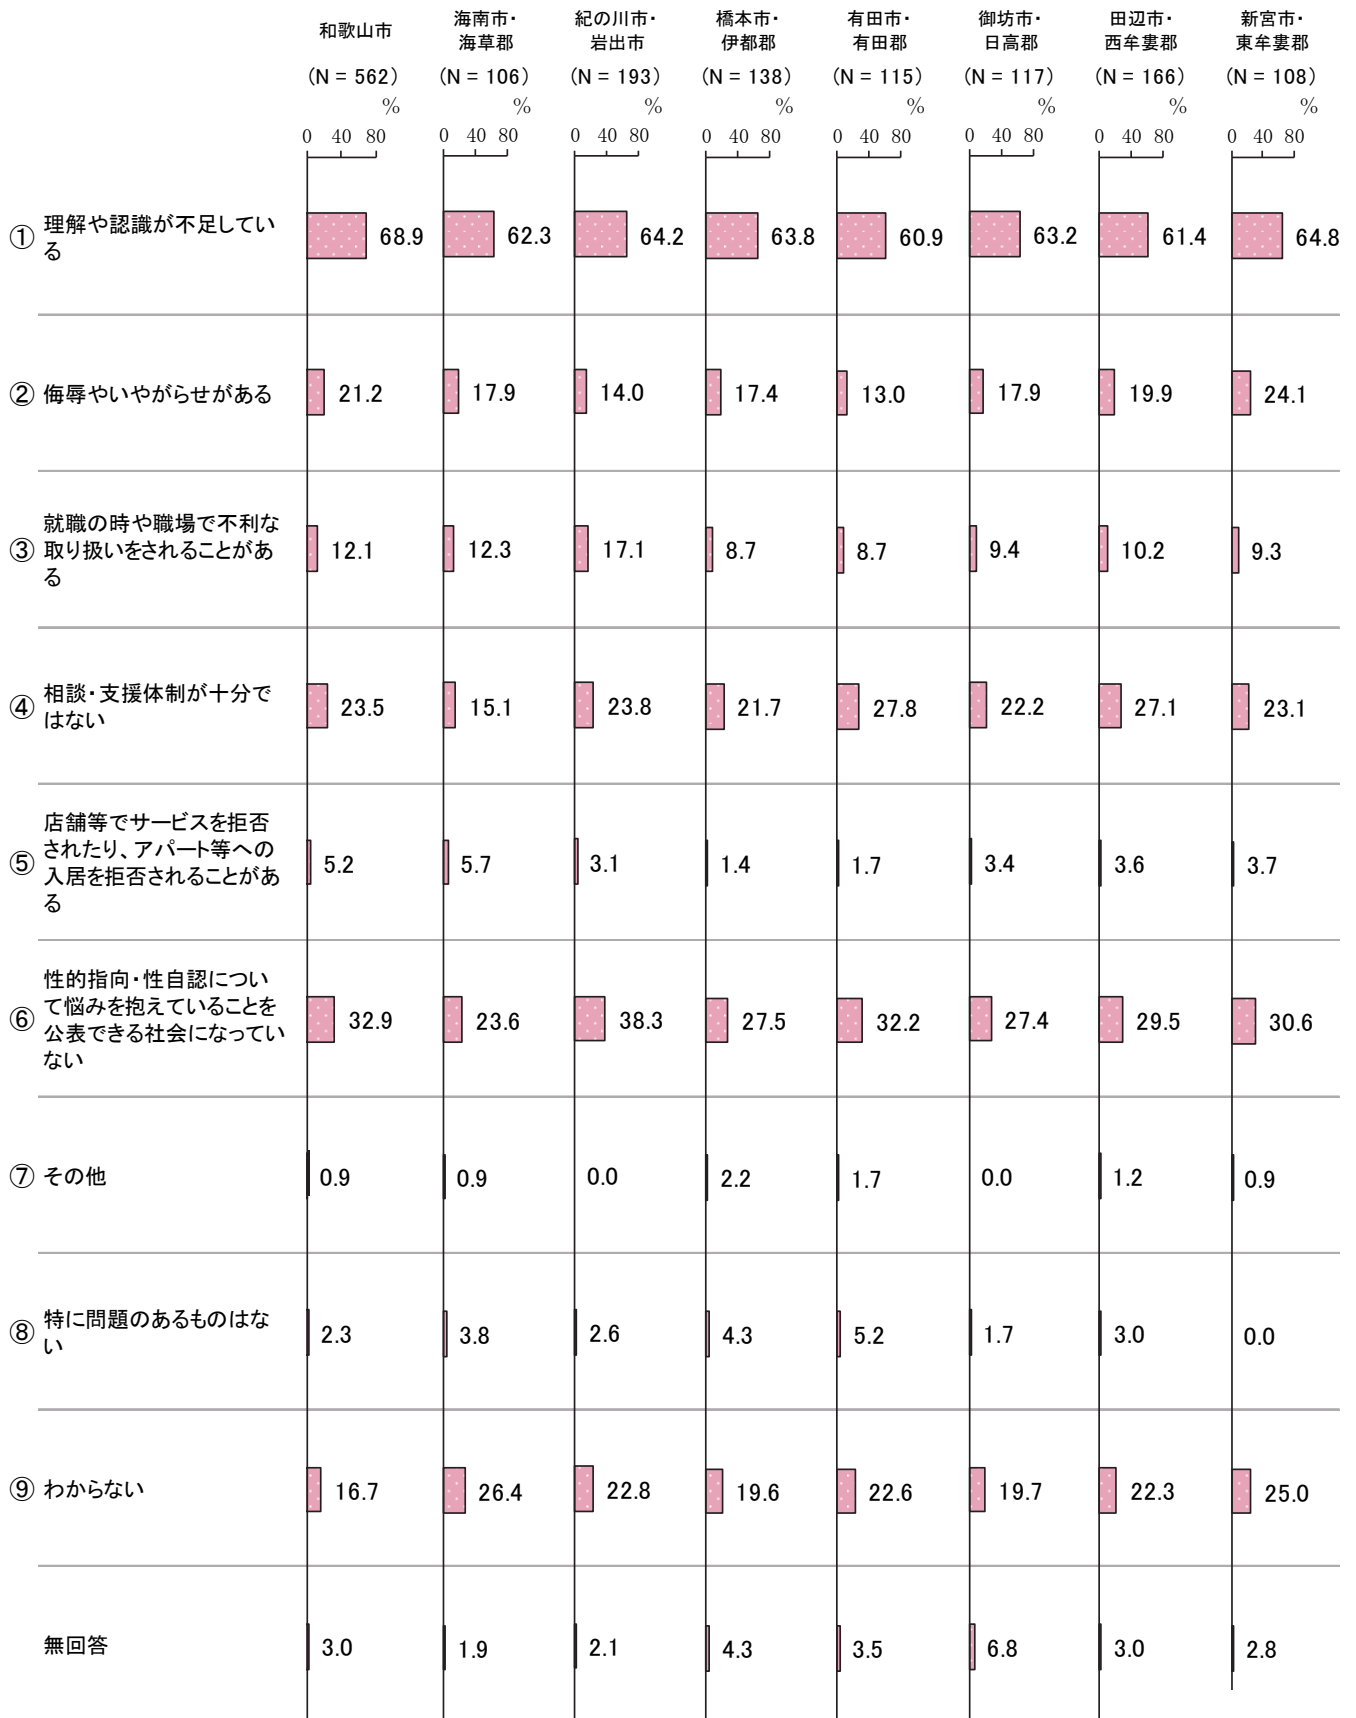 和歌山市
海南市・
海草郡
紀の川市・
岩出市
橋本市・
伊都郡
有田市・
有田郡
御坊市・
日高郡
田辺市・
西牟婁郡
新宮市・
東牟婁郡
(N = 562) (N = 106) (N = 193) (N = 138) (N = 115) (N = 117) (N = 166) (N = 108)
% % % % % % % %
0 40 80 0 40 80 0 40 80 0 40 80 0 40 80 0 40 80 0 40 80 0 40 80
① 理解や認識が不足してい
る
68.9 62.3 64.2 63.8 60.9 63.2 61.4 64.8
② 侮辱やいやがらせがある
21.2 17.9 14.0 17.4 13.0 17.9 19.9 24.1
③ 就職の時や職場で不利な
取り扱いをされることがあ
る
12.1 12.3 17.1 8.7 8.7 9.4 10.2 9.3
④ 相談・支援体制が十分で
はない
23.5 15.1 23.8 21.7 27.8 22.2 27.1 23.1
⑤ 店舗等でサービスを拒否
されたり、アパート等への
入居を拒否されることがあ
る
5.2 5.7 3.1 1.4 1.7 3.4 3.6 3.7
⑥ 性的指向・性自認につい
て悩みを抱えていることを
公表できる社会になってい
ない
32.9 23.6 38.3 27.5 32.2 27.4 29.5 30.6
⑦ その他
0.9 0.9 0.0 2.2 1.7 0.0 1.2 0.9
⑧ 特に問題のあるものはな
い
2.3 3.8 2.6 4.3 5.2 1.7 3.0 0.0
⑨ わからない
16.7 26.4 22.8 19.6 22.6 19.7 22.3 25.0
無回答
3.0 1.9 2.1 4.3 3.5 6.8 3.0 2.8